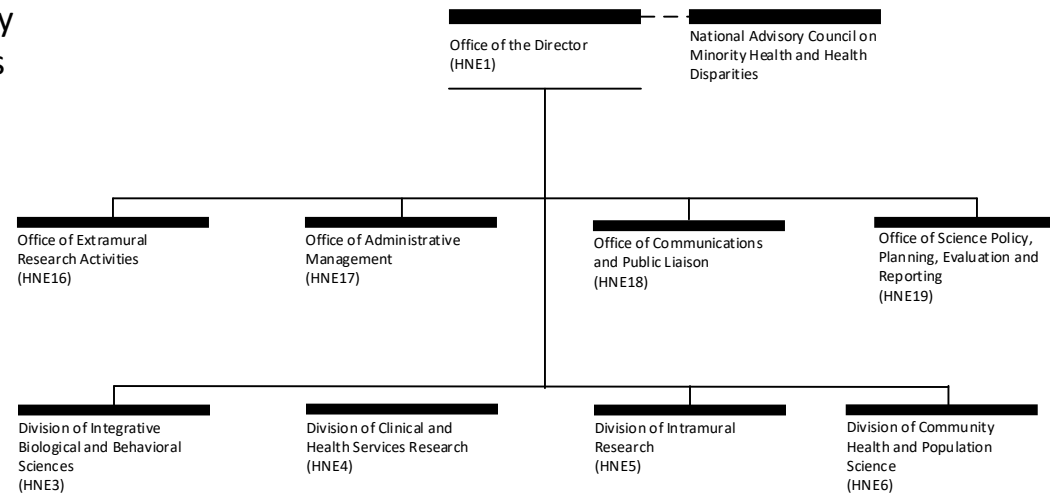 y
s
Office of the Director
(HNE1)
National Advisory Council on
Minority Health and Health
Disparities
Office of Extramural
Research Activities
(HNE16)
Office of Administrative
Management
(HNE17)
Office of Communications
and Public Liaison
(HNE18)
Office of Science Policy,
Planning, Evaluation and
Reporting
(HNE19)
Division of Integrative
Biological and Behavioral
Sciences
(HNE3)
Division of Clinical and
Health Services Research
(HNE4)
Division of Intramural
Research
(HNE5)
Division of Community
Health and Population
Science
(HNE6)